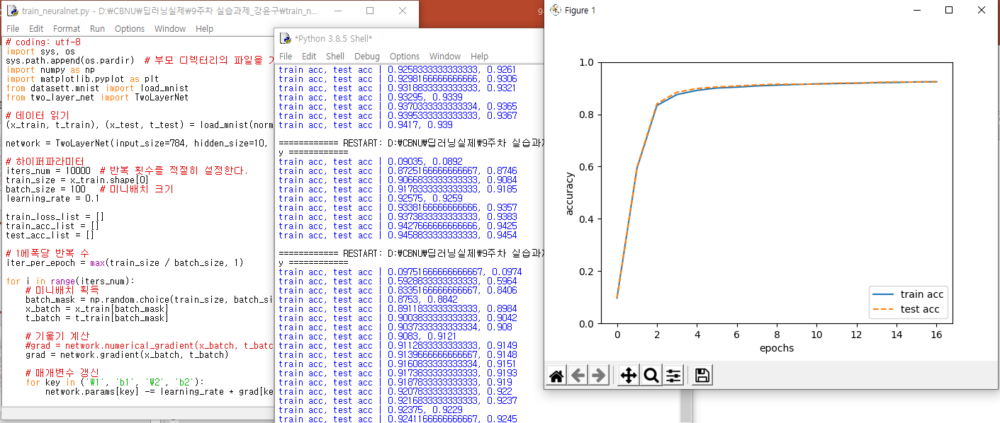 train_neuralnet.py - D:\CBNU\딥러닝실제\9주차 실습과제_강윤구\train_n...
File Edit Format Run Options Window Help
# coding: utf-8
import sys, os
sys.path.append(os.pardir)  # 부모 디렉터리의 파일을
import numpy as np
import matplotlib.pyplot as plt
from datasett.mnist import load_mnist
from two_layer_net import TwoLayerNet
# 데이터 읽기
(x_train, t_train), (x_test, t_test) = load_mnist(norm
network = TwoLayerNet(input_size=784, hidden_size=10,
# 하이퍼파라미터
iters_num = 10000  # 반복 횟수를 적절히 설정한다.
train_size = x_train.shape[0]
batch_size = 100   # 미니배치 크기
learning_rate = 0.1
train_loss_list = []
train_acc_list = []
test_acc_list = []
# 1에폭당 반복 수
iter_per_epoch = max(train_size / batch_size, 1)
for i in range(iters_num):
# 미니배치 획득
batch_mask = np.random.choice(train_size, batch_si
x_batch = x_train[batch_mask]
t_batch = t_train[batch_mask]
# 기울기 계산
#grad = network.numerical_gradient(x_batch, t_batc
grad = network.gradient(x_batch, t_batch)
# 매개변수 갱신
for key in ('W1', 'b1', 'W2', 'b2'):
network.params[key] -= learning_rate * grad[ke
*Python 3.8.5 Shell*
File Edit Shell Debug Options Window Help
train acc, test acc | 0.9258333333333333, 0.9261
train acc, test acc | 0.9298166666666666, 0.9306
train acc, test acc | 0.9318833333333333, 0.9321
train acc, test acc | 0.93295, 0.9339
train acc, test acc | 0.9370333333333334, 0.9365
train acc, test acc | 0.9395333333333333, 0.9367
train acc, test acc | 0.9417, 0.939
============ RESTART: D:\CBNU\딥러닝실제\9주차 실습과제
y ============
train acc, test acc | 0.09035, 0.0892
train acc, test acc | 0.8725166666666667, 0.8746
train acc, test acc | 0.9066833333333333, 0.9084
train acc, test acc | 0.9178333333333333, 0.9185
train acc, test acc | 0.92575, 0.9259
train acc, test acc | 0.9338166666666666, 0.9357
train acc, test acc | 0.9373833333333333, 0.9383
train acc, test acc | 0.9427666666666666, 0.9425
train acc, test acc | 0.9458833333333333, 0.9454
============ RESTART: D:\CBNU\딥러닝실제\9주차 실습과제
y ============
train acc, test acc | 0.09751666666666667, 0.0974
train acc, test acc | 0.5928833333333333, 0.5964
train acc, test acc | 0.8335166666666667, 0.8406
train acc, test acc | 0.8753, 0.8842
train acc, test acc | 0.8911833333333333, 0.8984
train acc, test acc | 0.9003833333333333, 0.9042
train acc, test acc | 0.9037333333333334, 0.908
train acc, test acc | 0.9083, 0.9121
train acc, test acc | 0.9112833333333333, 0.9149
train acc, test acc | 0.9139666666666667, 0.9148
train acc, test acc | 0.9160833333333334, 0.9151
train acc, test acc | 0.9173833333333333, 0.9193
train acc, test acc | 0.9187833333333333, 0.919
train acc, test acc | 0.9207833333333333, 0.922
train acc, test acc | 0.9216833333333333, 0.9237
train acc, test acc | 0.92375, 0.9229
train acc, test acc | 0.9241166666666667, 0.9245
9
Figure 1
1.0
0.8
0.6
0.4
0.2
0.0
accuracy
train acc
test acc
0 2 4 6 8 10 12 14 16
epochs